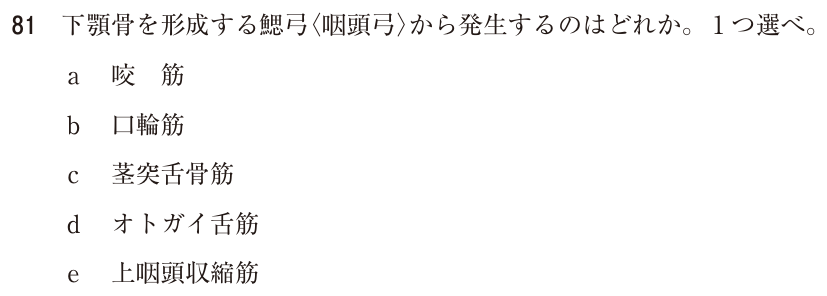 81 下顎骨を形成する鰓弓〈咽頭弓〉から発生するのはどれか。1つ選べ。
a 咬 筋
b 口輪筋
c 茎突舌骨筋
d オトガイ舌筋
e 上咽頭収縮筋